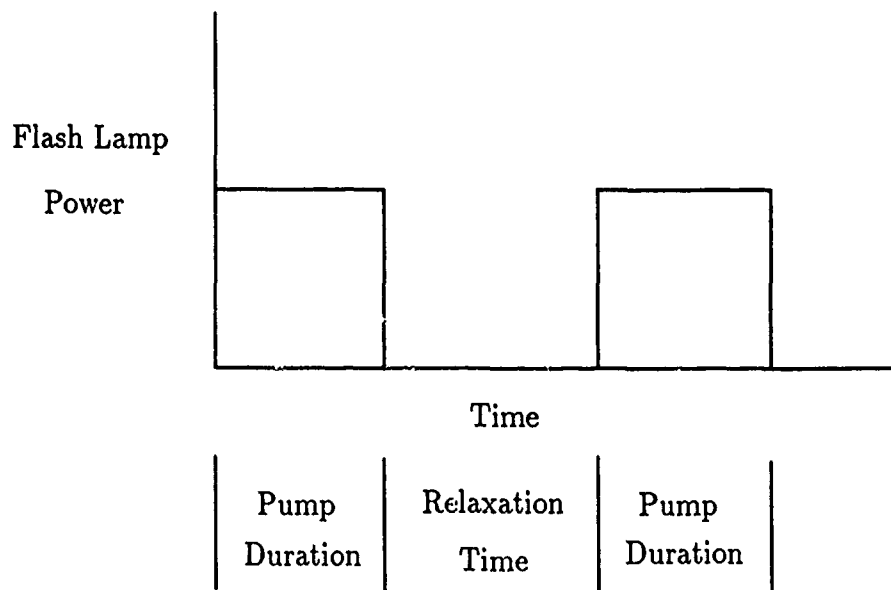 Flash Lamp
Power
Time
Pump
Duration
Relaxation
Time
Pump
Duration